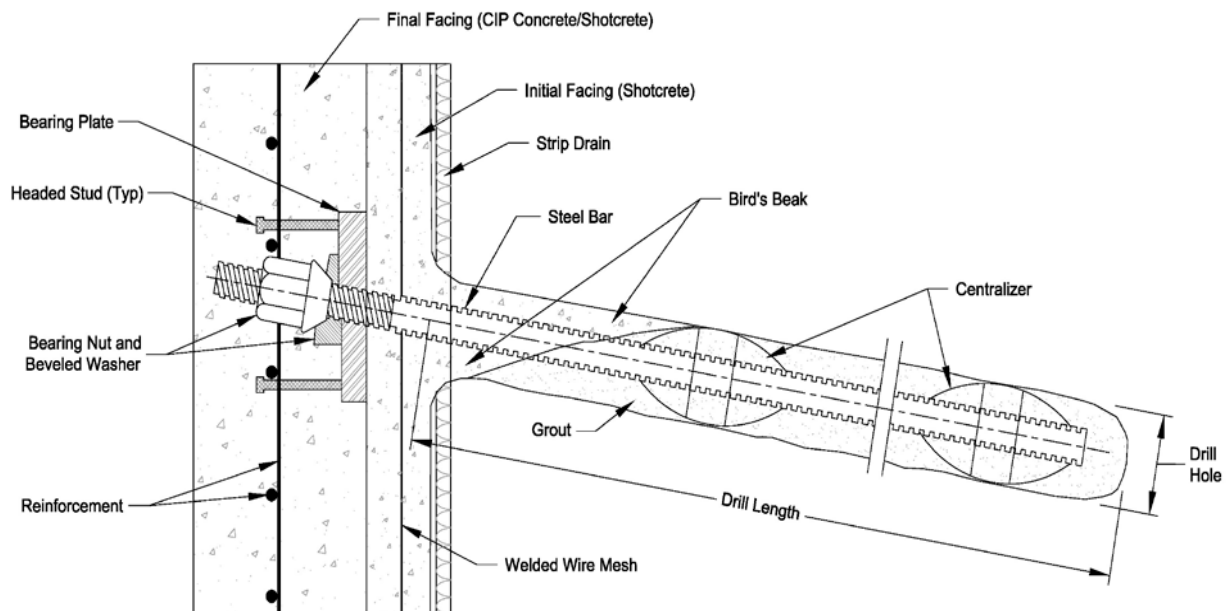 Final Facing (CIP Concrete/Shotcrete)
Initial Facing (Shotcrete)
Bearing Plate
Strip Drain
Headed Stud (Typ)
Bird's Beak
Steel Bar
Centralizer
Bearing Nut and
Beveled Washer
Grout
Drill
Hole
Drill Length
Reinforcement
Welded Wire Mesh